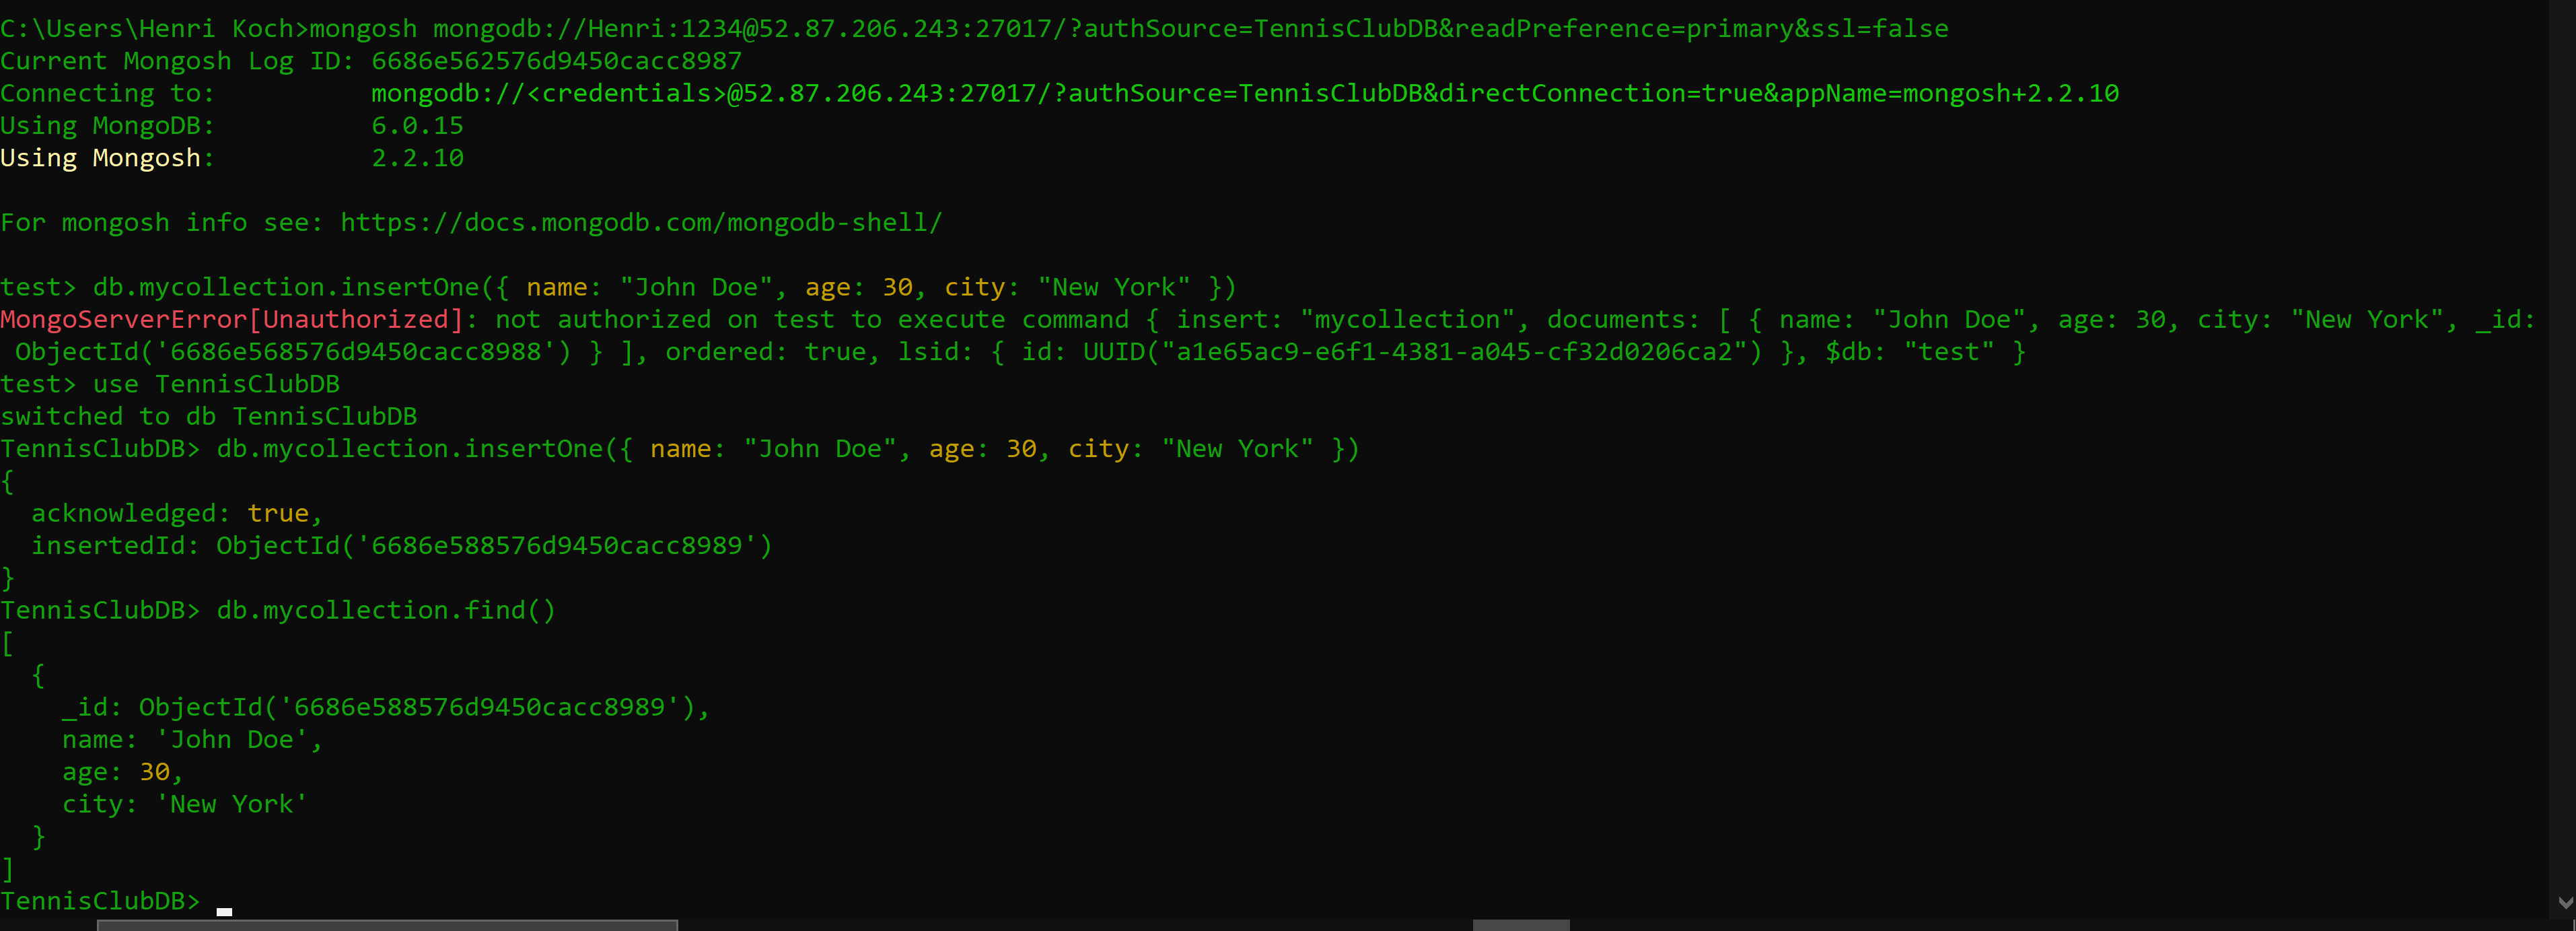 C:\Users\Henri Koch>mongosh mongodb://Henri:1234@52.87.206.243:27017/?authSource=TennisClubDB&readPreference=primary&ssl=false
Current Mongosh Log ID: 6686e562576d9450cacc8987
Connecting to:          mongodb://<credentials>@52.87.206.243:27017/?authSource=TennisClubDB&directConnection=true&appName=mongosh+2.2.10
Using MongoDB:          6.0.15
Using Mongosh:          2.2.10
For mongosh info see: https://docs.mongodb.com/mongodb-shell/
test> db.mycollection.insertOne({ name: "John Doe", age: 30, city: "New York" })
MongoServerError[Unauthorized]: not authorized on test to execute command { insert: "mycollection", documents: [ { name: "John Doe", age: 30, city: "New York", _id:
 ObjectId('6686e568576d9450cacc8988') } ], ordered: true, lsid: { id: UUID("a1e65ac9-e6f1-4381-a045-cf32d0206ca2") }, $db: "test" }
test> use TennisClubDB
switched to db TennisClubDB
TennisClubDB> db.mycollection.insertOne({ name: "John Doe", age: 30, city: "New York" })
{
  acknowledged: true,
  insertedId: ObjectId('6686e588576d9450cacc8989')
}
TennisClubDB> db.mycollection.find()
[
  {
    _id: ObjectId('6686e588576d9450cacc8989'),
    name: 'John Doe',
    age: 30,
    city: 'New York'
  }
]
TennisClubDB>